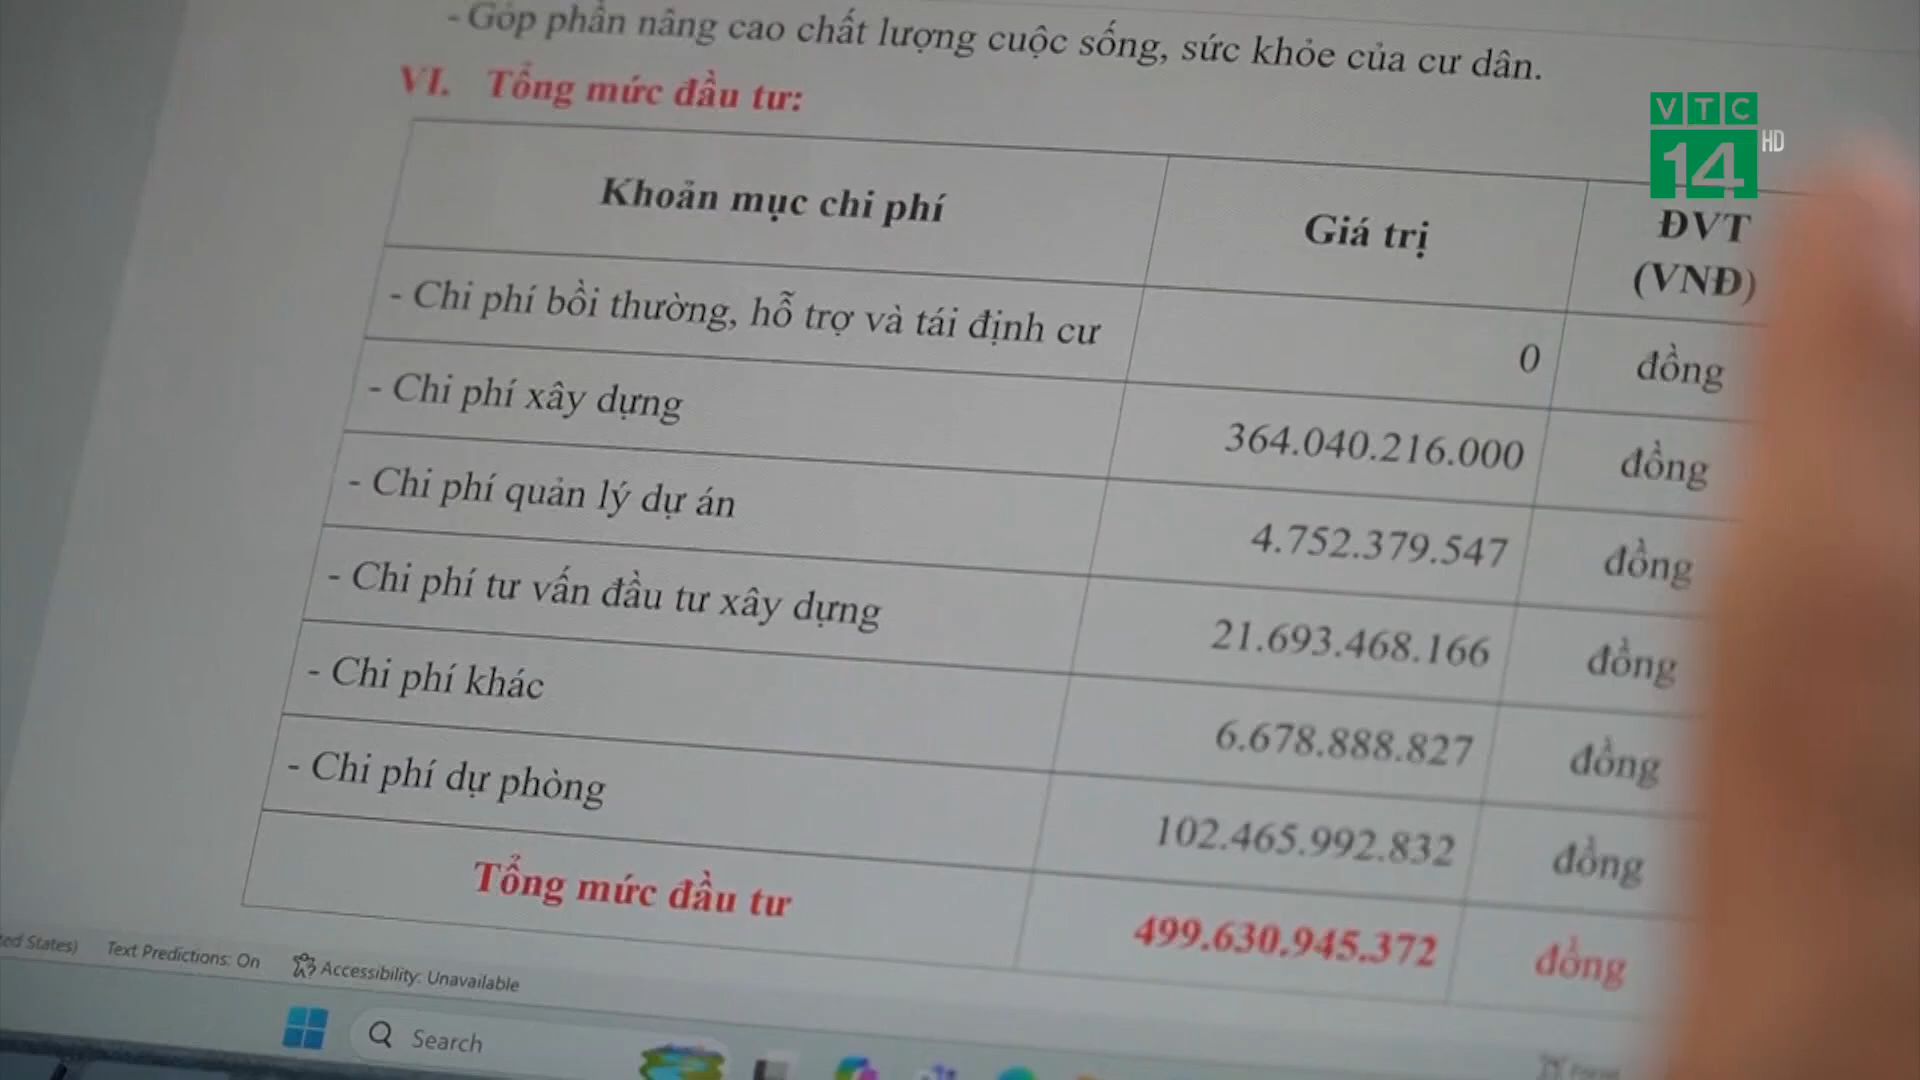 - Góp phần nâng cao chất lượng cuộc sống, sức khỏe của cư dân.
VI. Tổng mức đầu tư:
VTC
14 HD
Khoản mục chi phí Giá trị ĐVT
(VNĐ)
- Chi phí bồi thường, hỗ trợ và tái định cư 0 đồng
- Chi phí xây dựng 364.040.216.000 đồng
- Chi phí quản lý dự án 4.752.379.547 đồng
- Chi phí tư vấn đầu tư xây dựng 21.693.468.166 đồng
- Chi phí khác 6.678.888.827 đồng
- Chi phí dự phòng 102.465.992.832 đồng
Tổng mức đầu tư 499.630.945.372 đồng
States) Text Predictions: On Accessibility: Unavailable
Search